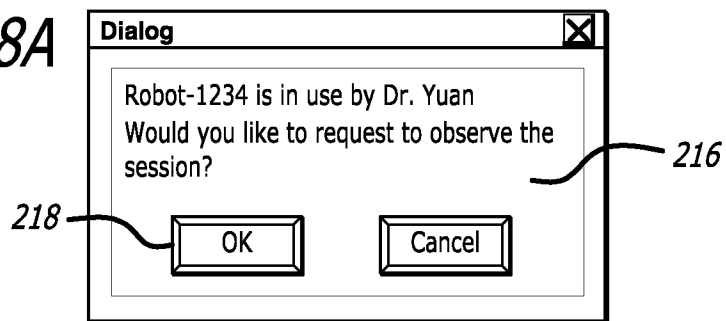 8A
Dialog
Robot-1234 is in use by Dr. Yuan
Would you like to request to observe the
session?
216
218
OK
Cancel